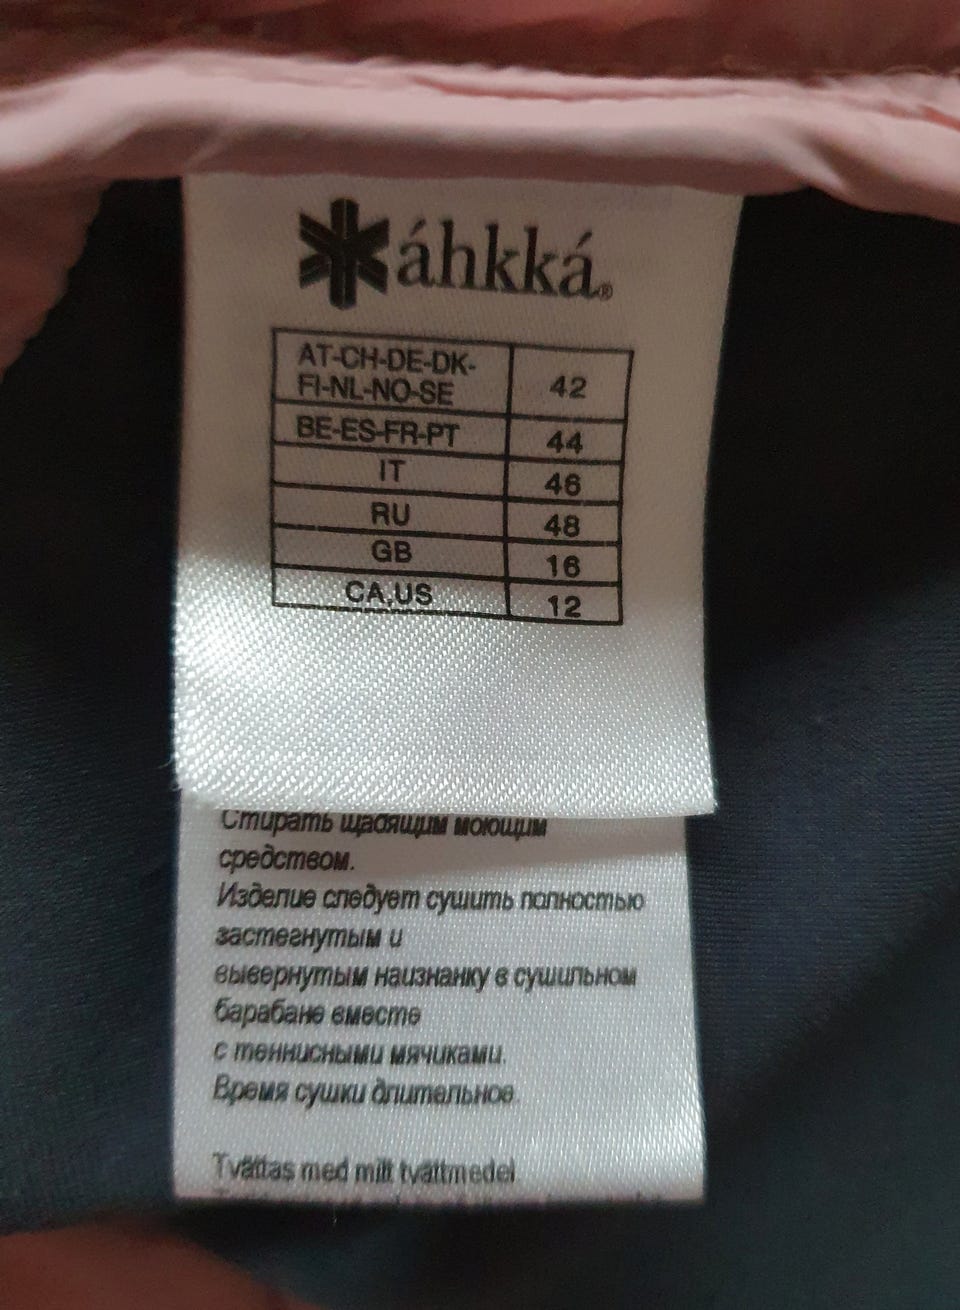 áhkká®
AT-CH-DE-DK-
FI-NL-NO-SE 42
BE-ES-FR-PT 44
IT 46
RU 48
GB 16
CA,US 12
Стирать щадящим моющим
средством.
Изделие следует сушить полностью
застегнутым и
вывернутым наизнанку в сушильном
барабане вместе
с теннисными мячиками.
Время сушки длительное.
Tvättas med milt tvättmedel.